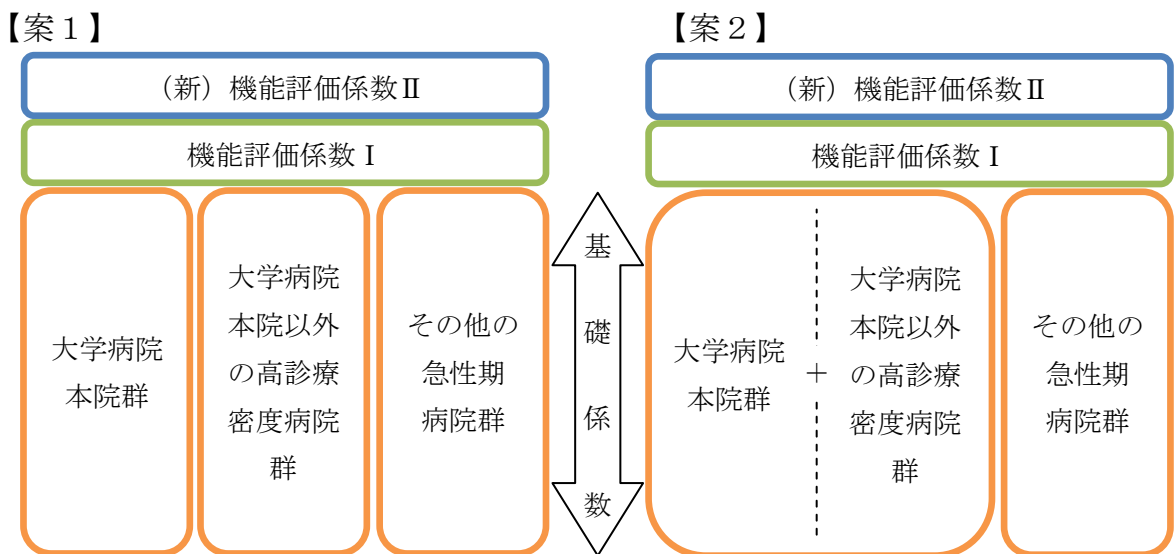 【案１】
（新）機能評価係数Ⅱ
機能評価係数Ⅰ
大学病院
本院群
大学病院
本院以外
の高診療
密度病院
群
その他の
急性期
病院群
基
礎
係
数
【案２】
（新）機能評価係数Ⅱ
機能評価係数Ⅰ
大学病院
本院群
＋
大学病院
本院以外
の高診療
密度病院
群
その他の
急性期
病院群